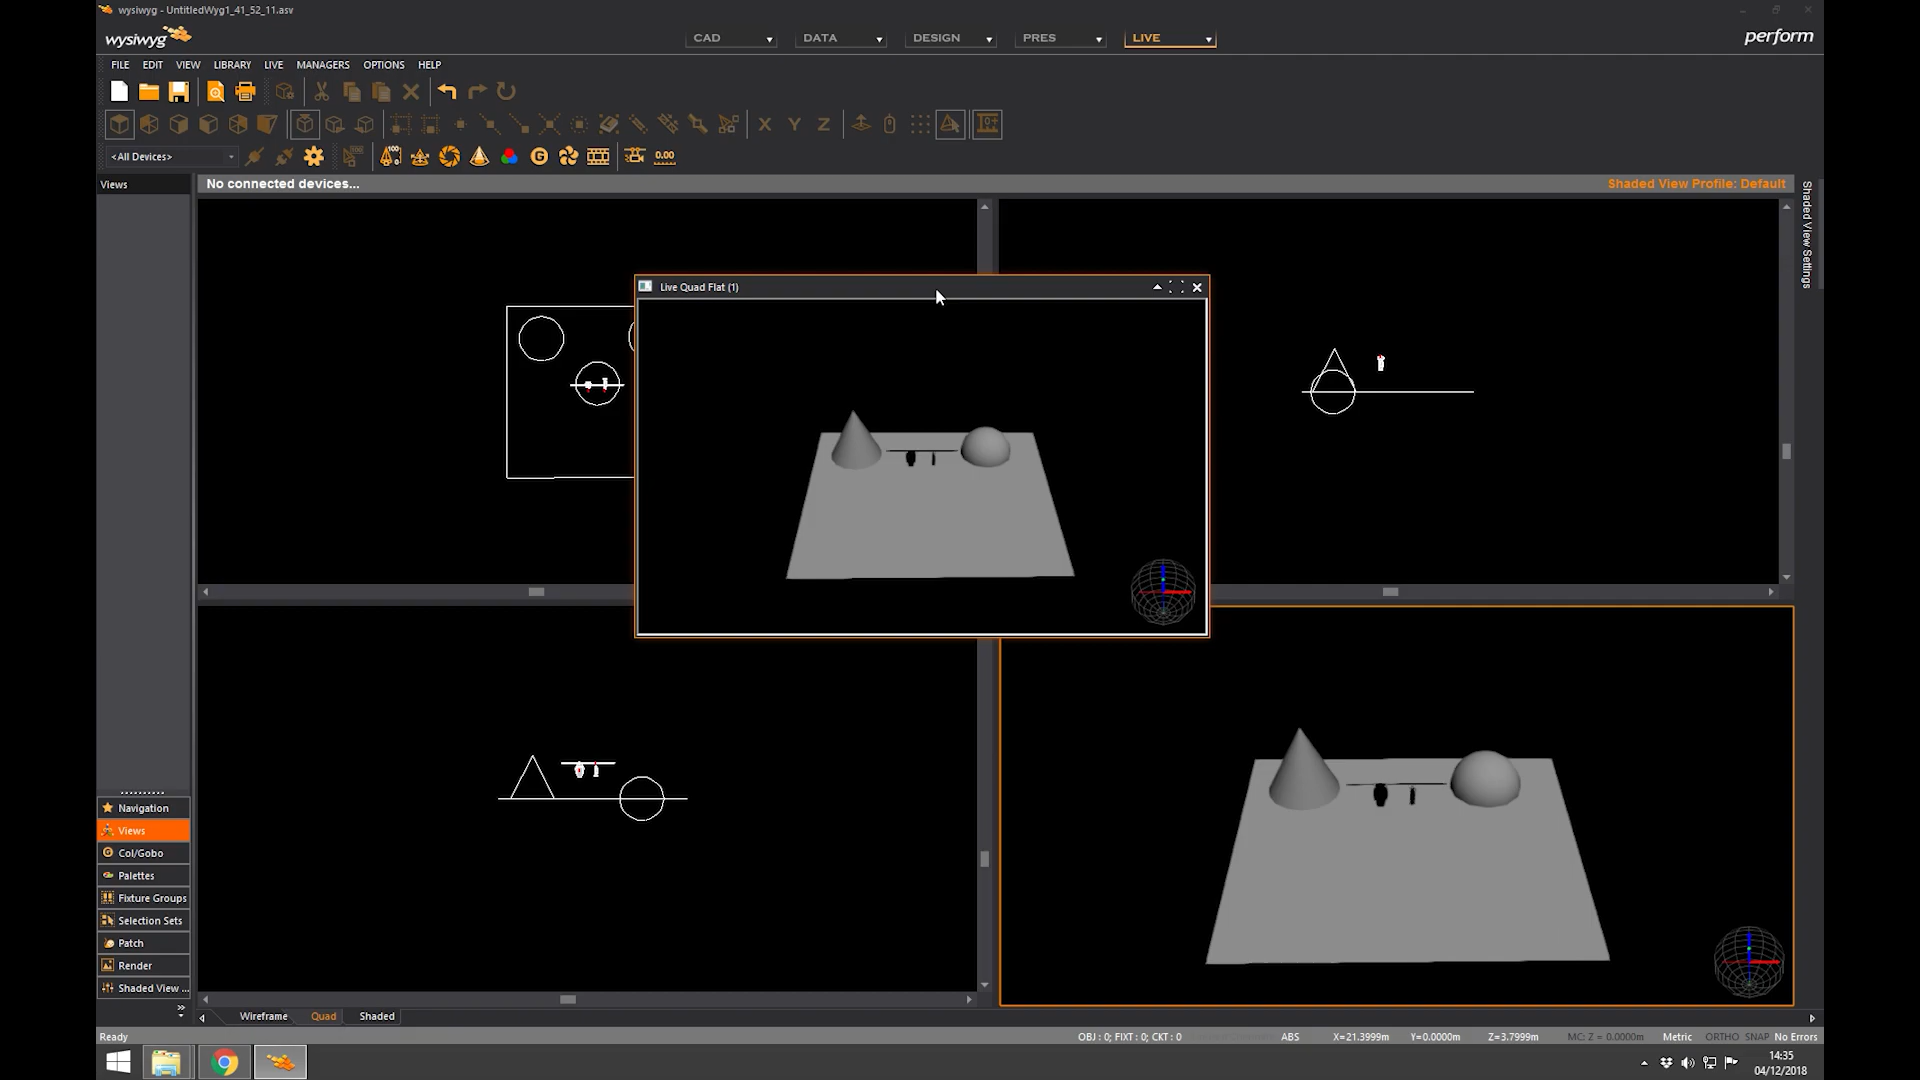 wysiwyg - UntitledWyg1_41_52_11.asv
wysiwyg
CAD DATA DESIGN PRES LIVE
perform
FILE EDIT VIEW LIBRARY LIVE MANAGERS OPTIONS HELP
X Y Z
<All Devices>
100
G
0.00
Views
No connected devices...
Shaded View Profile: Default
Shaded View Settings
Live Quad Flat (1)
Navigation
Views
Col/Gobo
Palettes
Fixture Groups
Selection Sets
Patch
Render
Shaded View ...
Wireframe Quad Shaded
Ready
OBJ : 0; FIXT : 0; CKT : 0
ABS
X=21.3999m Y=0.0000m Z=3.7999m
MC: Z = 0.0000m
Metric
ORTHO SNAP No Errors
14:35
04/12/2018